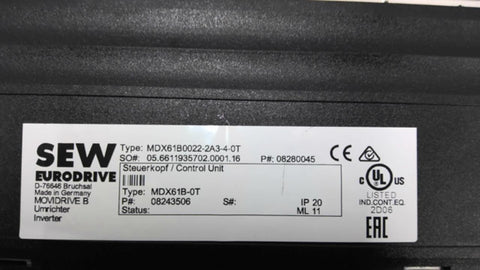 SEW
EURODRIVE
D-76646 Bruchsal
Made in Germany
MOVIDRIVE B
Umrichter
Inverter
Type: MDX61B0022-2A3-4-0T
SO#: 05.6611935702.0001.16 P#: 08280045
Steuerkopf / Control Unit
Type: MDX61B-0T
P#: 08243506 S#: IP 20
Status: ML 11
CE
c UL US
LISTED
IND.CONT.EQ.
2D06
EAC